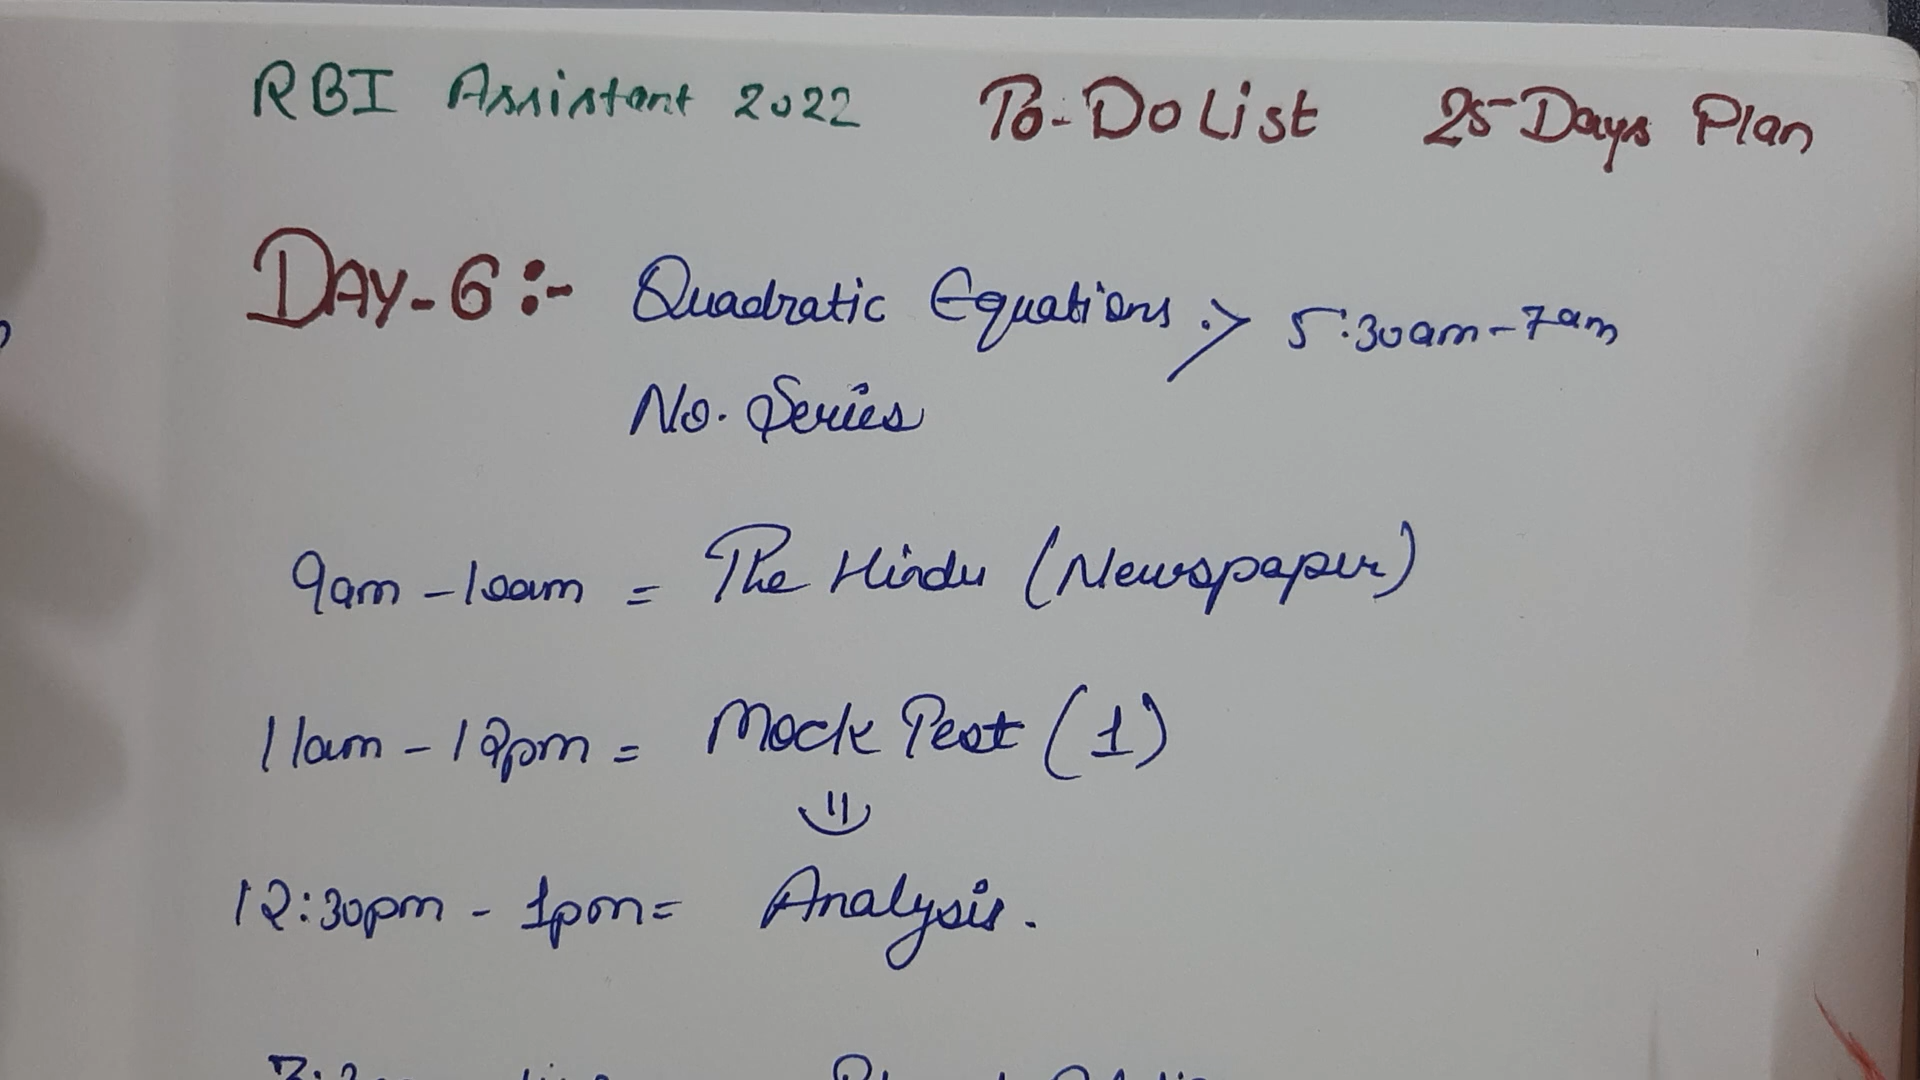 RBI Assistant 2022 To-Do List 25-Days Plan
DAY-6:- Quadratic Equations 5:30am-7am
No. Series
9am-10am = The Hindu (Newspaper)
11am-12pm = Mock Test (1)
12:30pm - 1pm = Analysis.